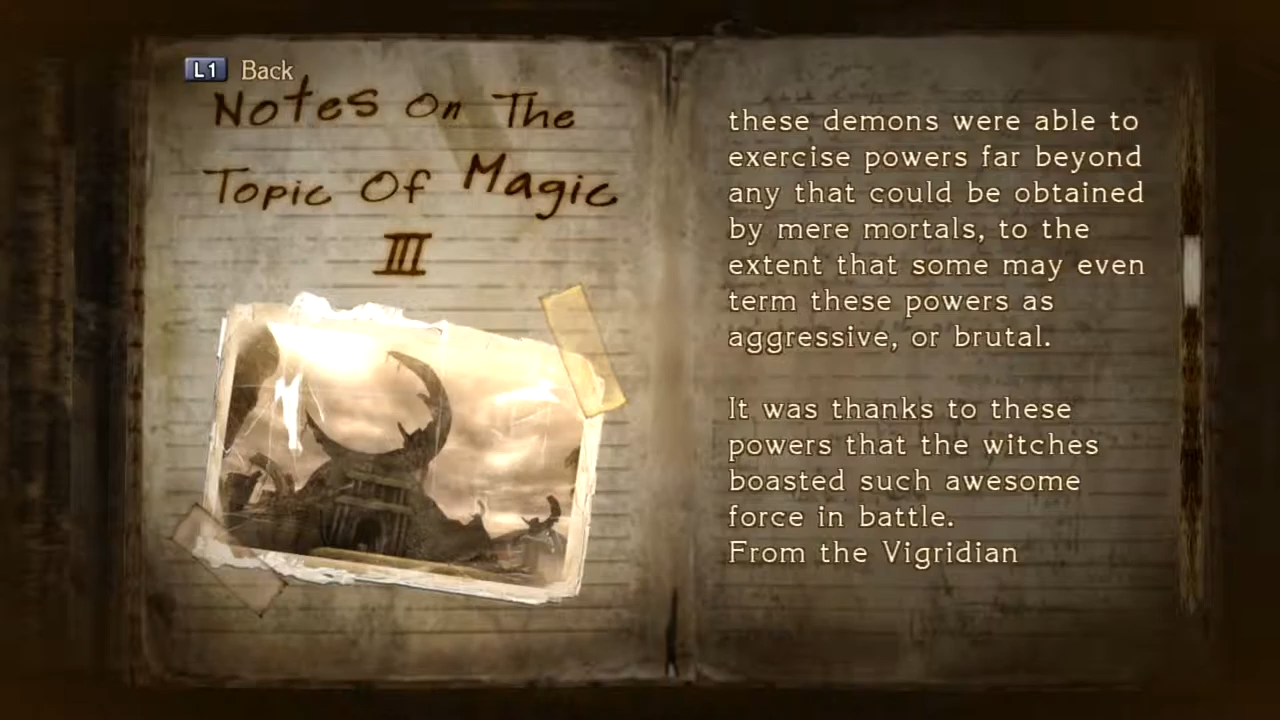 L1 Back
Notes On The
Topic Of Magic
III
these demons were able to
exercise powers far beyond
any that could be obtained
by mere mortals, to the
extent that some may even
term these powers as
aggressive, or brutal.
It was thanks to these
powers that the witches
boasted such awesome
force in battle.
From the Vigridian